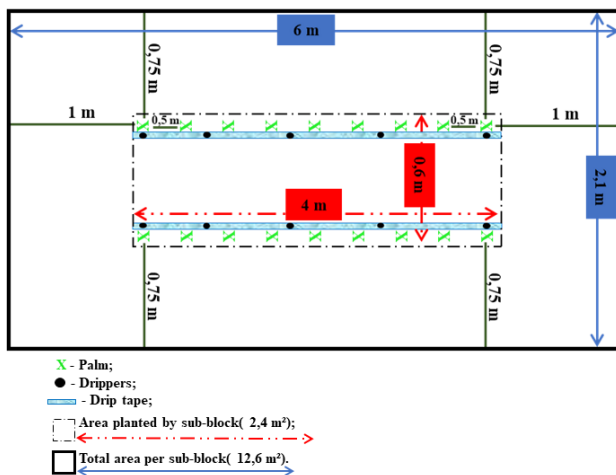 6 m
0,75 m
0,75 m
1 m
0,5 m
0,5 m
1 m
0,6 m
2,1 m
4 m
0,75 m
0,75 m
X - Palm;
- Drippers;
- Drip tape;
Area planted by sub-block( 2,4 m²);
Total area per sub-block( 12,6 m²).